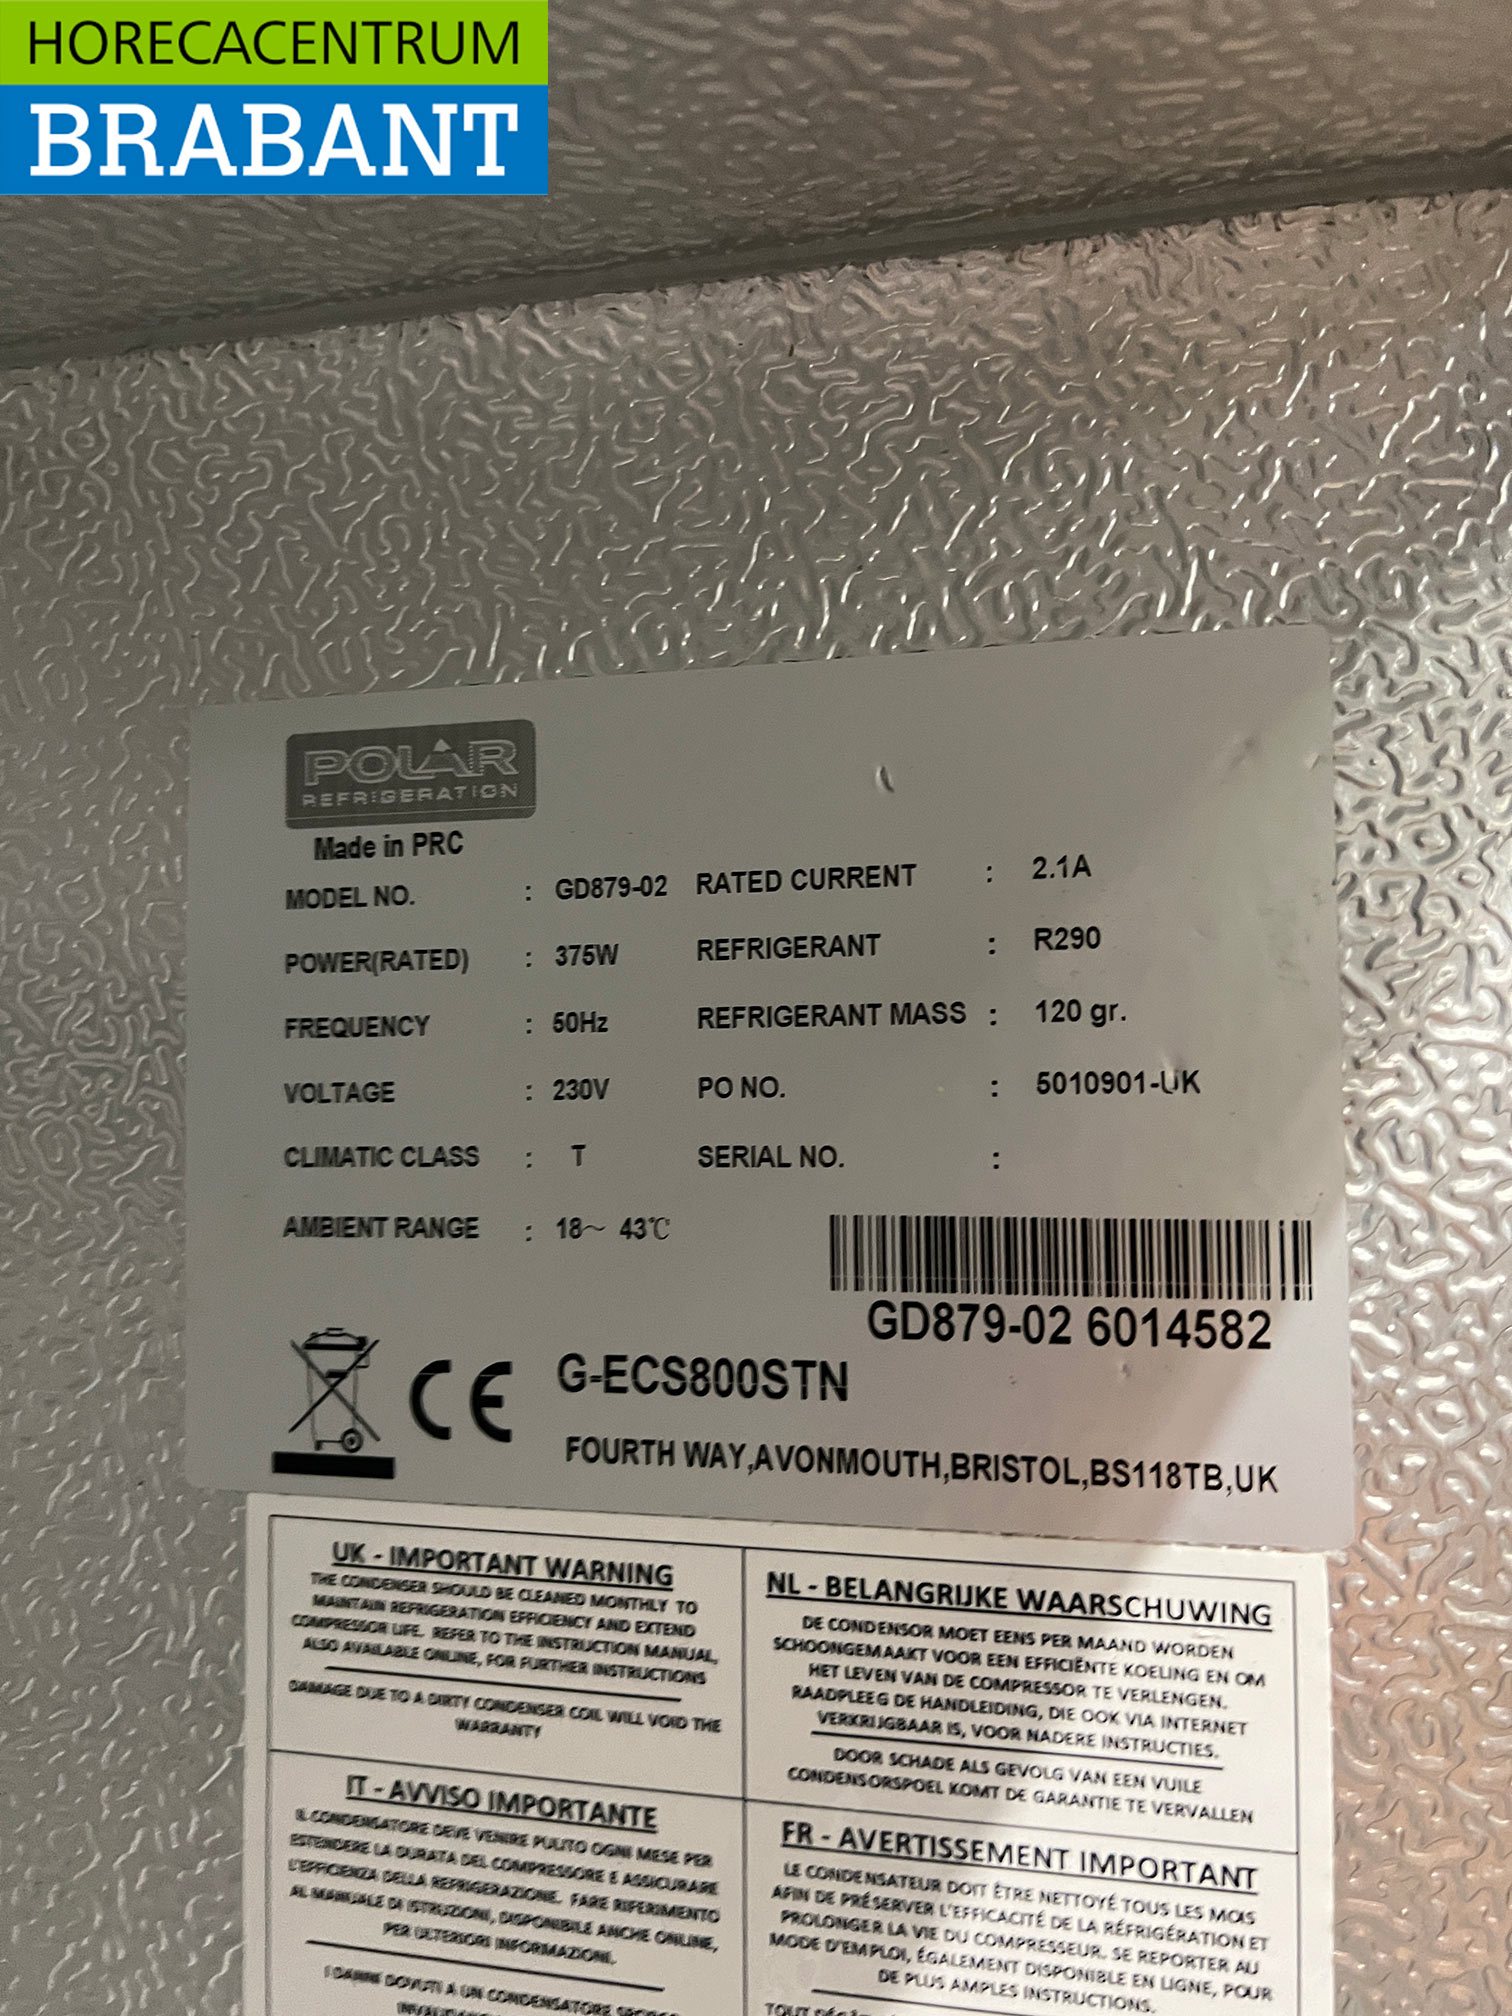 HORECACENTRUM
BRABANT
POLAR
REFRIGERATION
Made in PRC
MODEL NO. : GD879-02 RATED CURRENT : 2.1A
POWER(RATED) : 375W REFRIGERANT : R290
FREQUENCY : 50Hz REFRIGERANT MASS : 120 gr.
VOLTAGE : 230V PO NO. : 5010901-UK
CLIMATIC CLASS : T SERIAL NO. :
AMBIENT RANGE : 18~ 43℃
GD879-02 6014582
CE G-ECS800STN
FOURTH WAY,AVONMOUTH,BRISTOL,BS118TB,UK
UK - IMPORTANT WARNING
THE CONDENSER SHOULD BE CLEANED MONTHLY TO
MAINTAIN REFRIGERATION EFFICIENCY AND EXTEND
COMPRESSOR LIFE. REFER TO THE INSTRUCTION MANUAL,
ALSO AVAILABLE ONLINE, FOR FURTHER INSTRUCTIONS
DAMAGE DUE TO A DIRTY CONDENSER COIL WILL VOID THE
WARRANTY
NL - BELANGRIJKE WAARSCHUWING
DE CONDENSOR MOET EENS PER MAAND WORDEN
SCHOONGEMAAKT VOOR EEN EFFICIËNTE KOELING EN OM
HET LEVEN VAN DE COMPRESSOR TE VERLENGEN.
RAADPLEEG DE HANDLEIDING, DIE OOK VIA INTERNET
VERKRIJGBAAR IS, VOOR NADERE INSTRUCTIES.
DOOR SCHADE ALS GEVOLG VAN EEN VUILE
CONDENSORSPOEL KOMT DE GARANTIE TE VERVALLEN
IT - AVVISO IMPORTANTE
IL CONDENSATORE DEVE VENIRE PULITO OGNI MESE PER
ESTENDERE LA DURATA DEL COMPRESSORE E ASSICURARE
L'EFFICIENZA DELLA REFRIGERAZIONE. FARE RIFERIMENTO
AL MANUALE DI ISTRUZIONI, DISPONIBILE ANCHE ONLINE,
PER ULTERIORI INFORMAZIONI.
I DANNI DOVUTI A UN CONDENSATORE SPORCO
FR - AVERTISSEMENT IMPORTANT
LE CONDENSATEUR DOIT ÊTRE NETTOYÉ TOUS LES MOIS
AFIN DE PRÉSERVER L'EFFICACITÉ DE LA RÉFRIGÉRATION ET
PROLONGER LA VIE DU COMPRESSEUR. SE REPORTER AU
MODE D'EMPLOI, ÉGALEMENT DISPONIBLE EN LIGNE, POUR
DE PLUS AMPLES INSTRUCTIONS.
TOUT